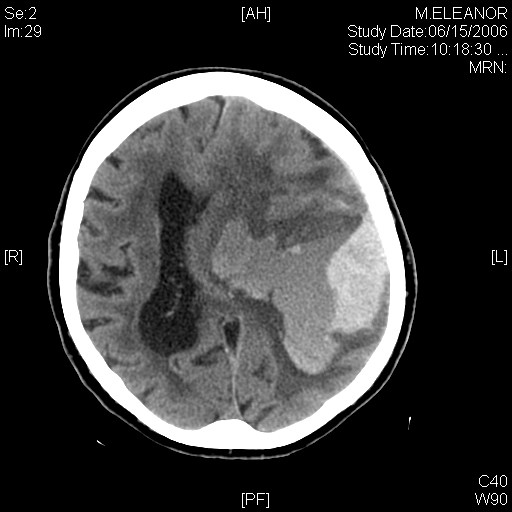 Se:2
Im:29
[AH]
M.ELEANOR
Study Date:06/15/2006
Study Time:10:18:30 ...
MRN:
[R]
[L]
[PF]
C40
W90